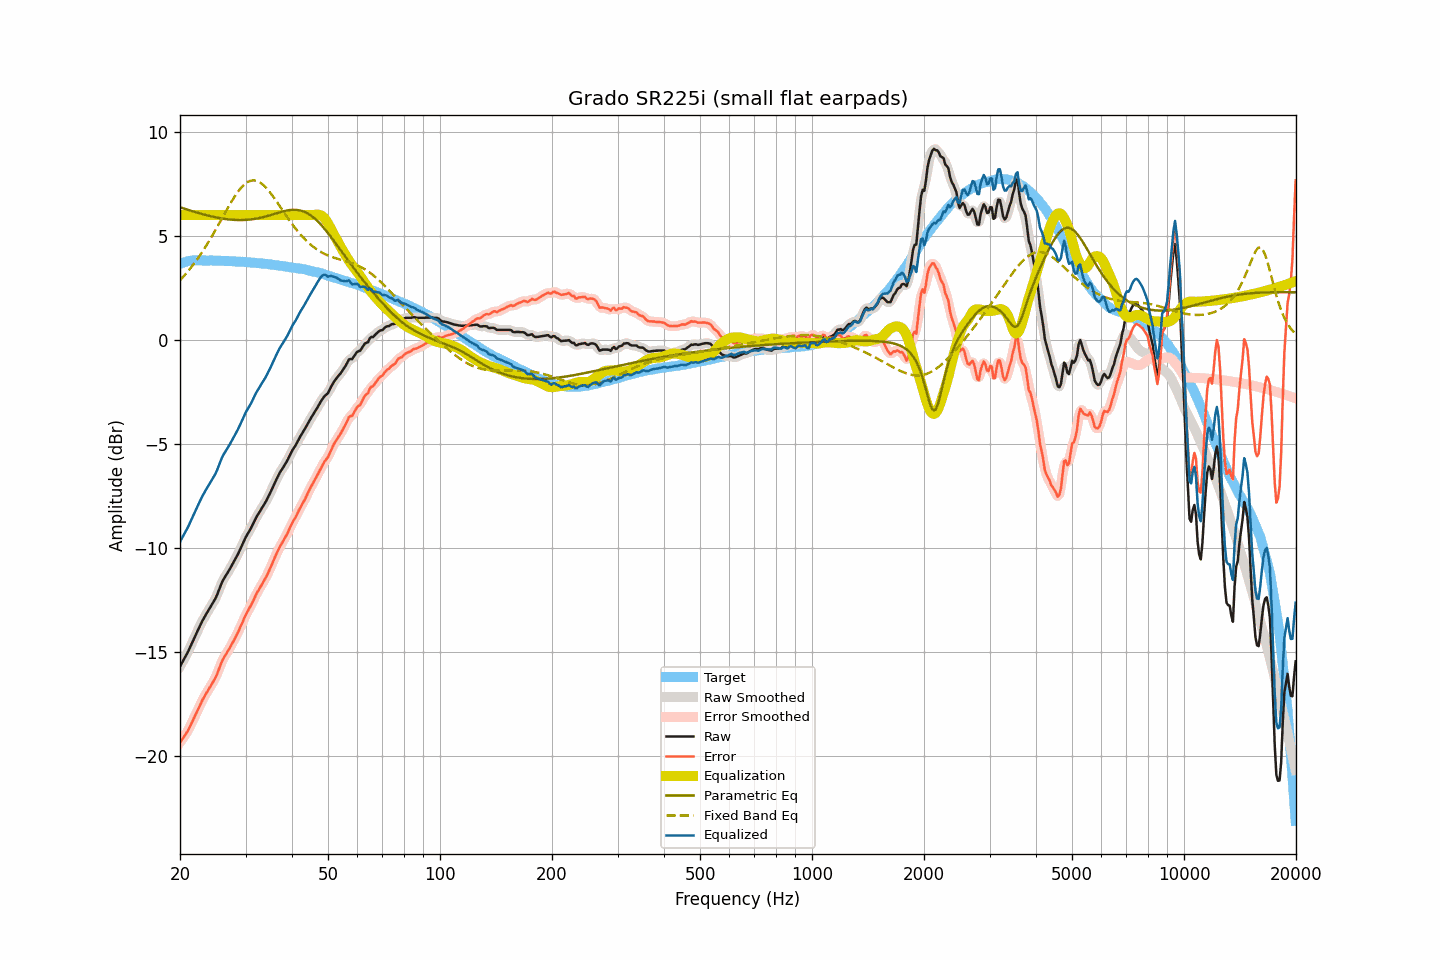 Grado SR225i (small flat earpads)
10
5
0
−5
−10
−15
−20
Amplitude (dBr)
Target
Raw Smoothed
Error Smoothed
Raw
Error
Equalization
Parametric Eq
Fixed Band Eq
Equalized
20 50 100 200 500 1000 2000 5000 10000 20000
Frequency (Hz)